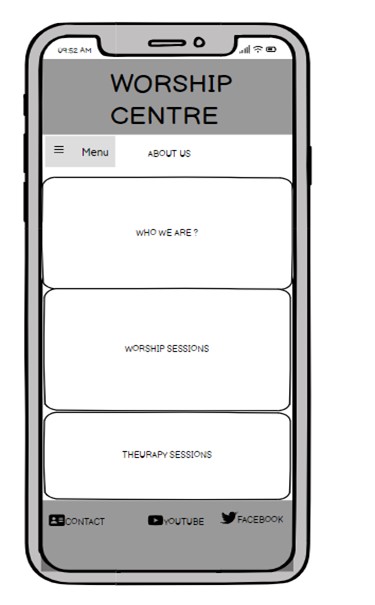 09:52 AM
WORSHIP
CENTRE
Menu
ABOUT US
WHO WE ARE ?
WORSHIP SESSIONS
THEURAPY SESSIONS
CONTACT
YOUTUBE
FACEBOOK